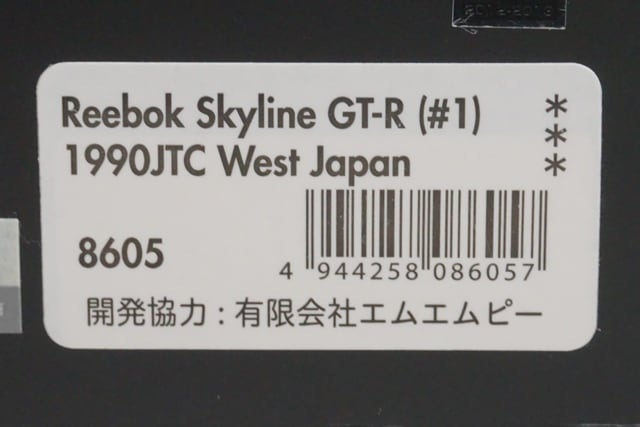 Reebok Skyline GT-R (#1) ***
1990JTC West Japan
8605
4 944258 086057
開発協力 : 有限会社エムエムピー